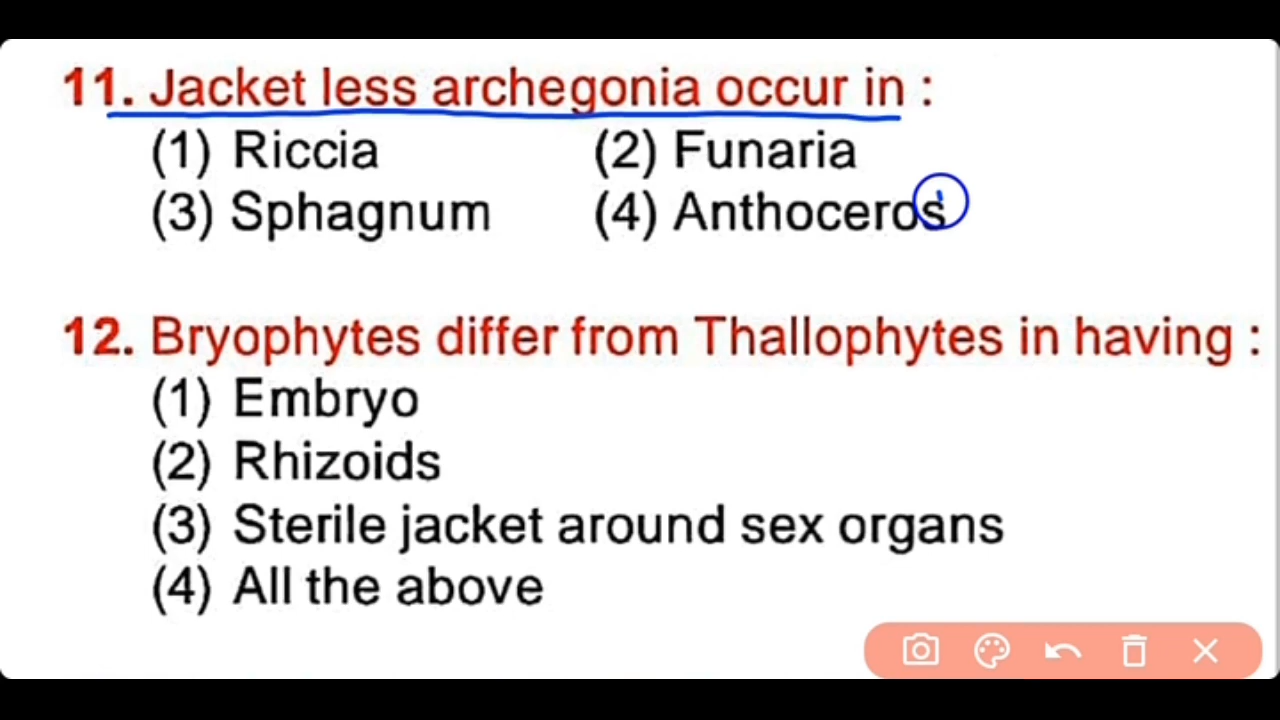 11. Jacket less archegonia occur in :
(1) Riccia (2) Funaria
(3) Sphagnum (4) Anthoceros
12. Bryophytes differ from Thallophytes in having :
(1) Embryo
(2) Rhizoids
(3) Sterile jacket around sex organs
(4) All the above